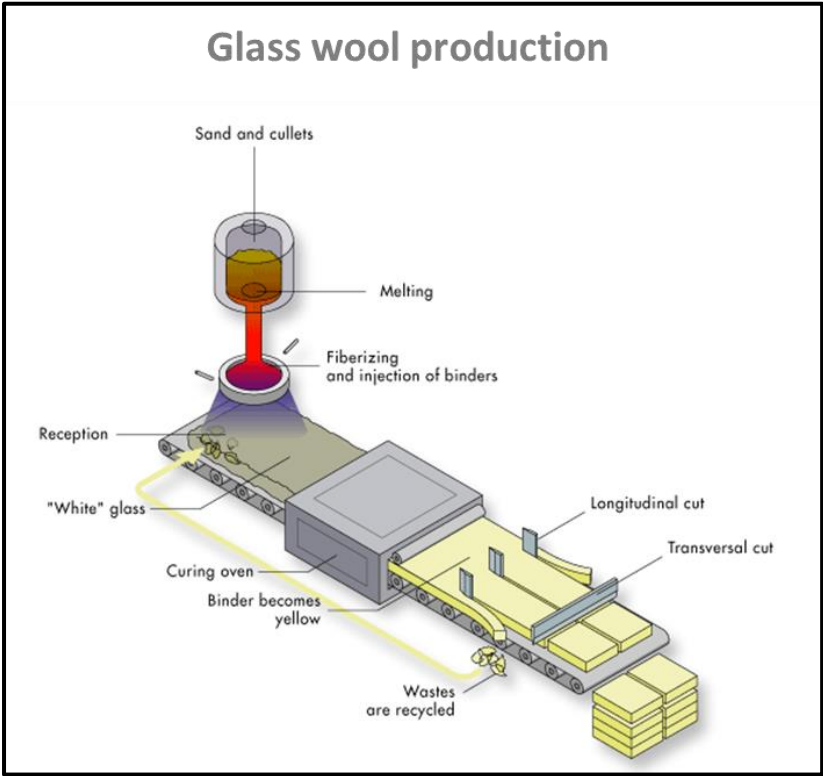 Glass wool production
Sand and cullets
Melting
Fiberizing
and injection of binders
Reception
"White" glass
Longitudinal cut
Transversal cut
Curing oven
Binder becomes
yellow
Wastes
are recycled